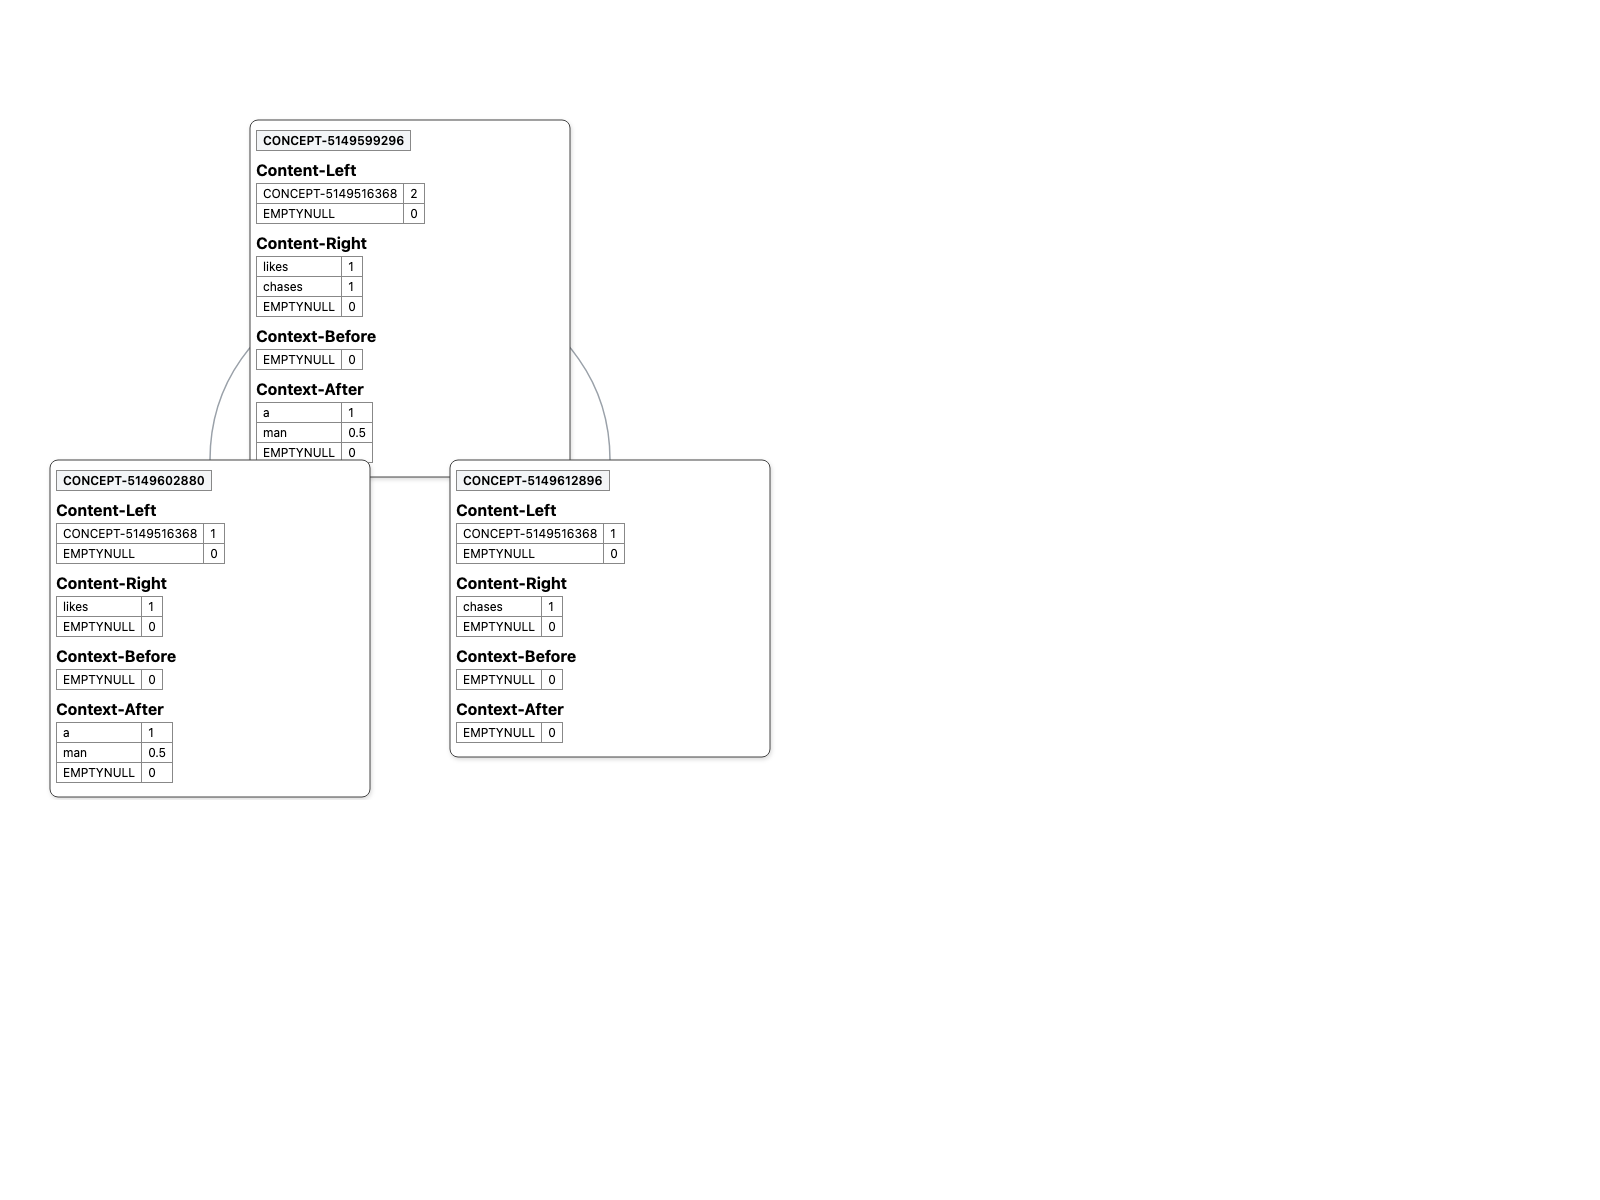 CONCEPT-5149599296
Content-Left
CONCEPT-5149516368 2
EMPTYNULL 0
Content-Right
likes 1
chases 1
EMPTYNULL 0
Context-Before
EMPTYNULL 0
Context-After
a 1
man 0.5
EMPTYNULL 0
CONCEPT-5149602880
Content-Left
CONCEPT-5149516368 1
EMPTYNULL 0
Content-Right
likes 1
EMPTYNULL 0
Context-Before
EMPTYNULL 0
Context-After
a 1
man 0.5
EMPTYNULL 0
CONCEPT-5149612896
Content-Left
CONCEPT-5149516368 1
EMPTYNULL 0
Content-Right
chases 1
EMPTYNULL 0
Context-Before
EMPTYNULL 0
Context-After
EMPTYNULL 0